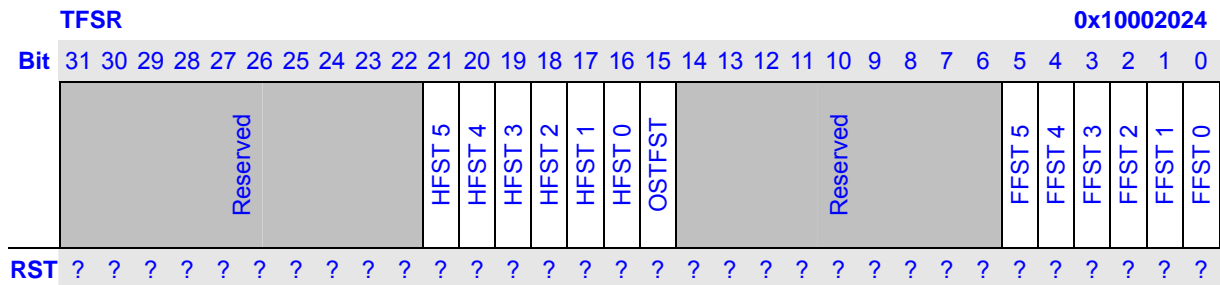 TFSR 0x10002024
Bit 31 30 29 28 27 26 25 24 23 22 21 20 19 18 17 16 15 14 13 12 11 10 9 8 7 6 5 4 3 2 1 0
Reserved HFST 5 HFST 4 HFST 3 HFST 2 HFST 1 HFST 0 OSTFST Reserved FFST 5 FFST 4 FFST 3 FFST 2 FFST 1 FFST 0
RST ? ? ? ? ? ? ? ? ? ? ? ? ? ? ? ? ? ? ? ? ? ? ? ? ? ? ? ? ? ? ? ?